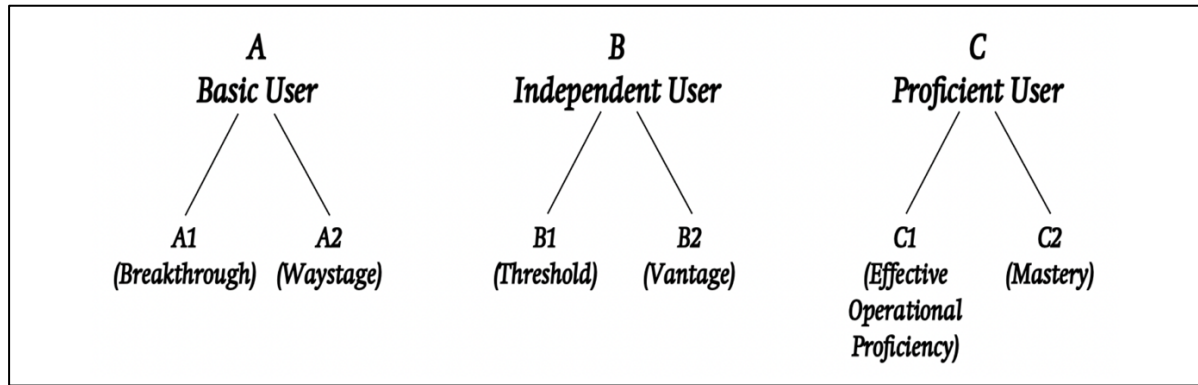 A
Basic User
A1
(Breakthrough)
A2
(Waystage)
B
Independent User
B1
(Threshold)
B2
(Vantage)
C
Proficient User
C1
(Effective
Operational
Proficiency)
C2
(Mastery)